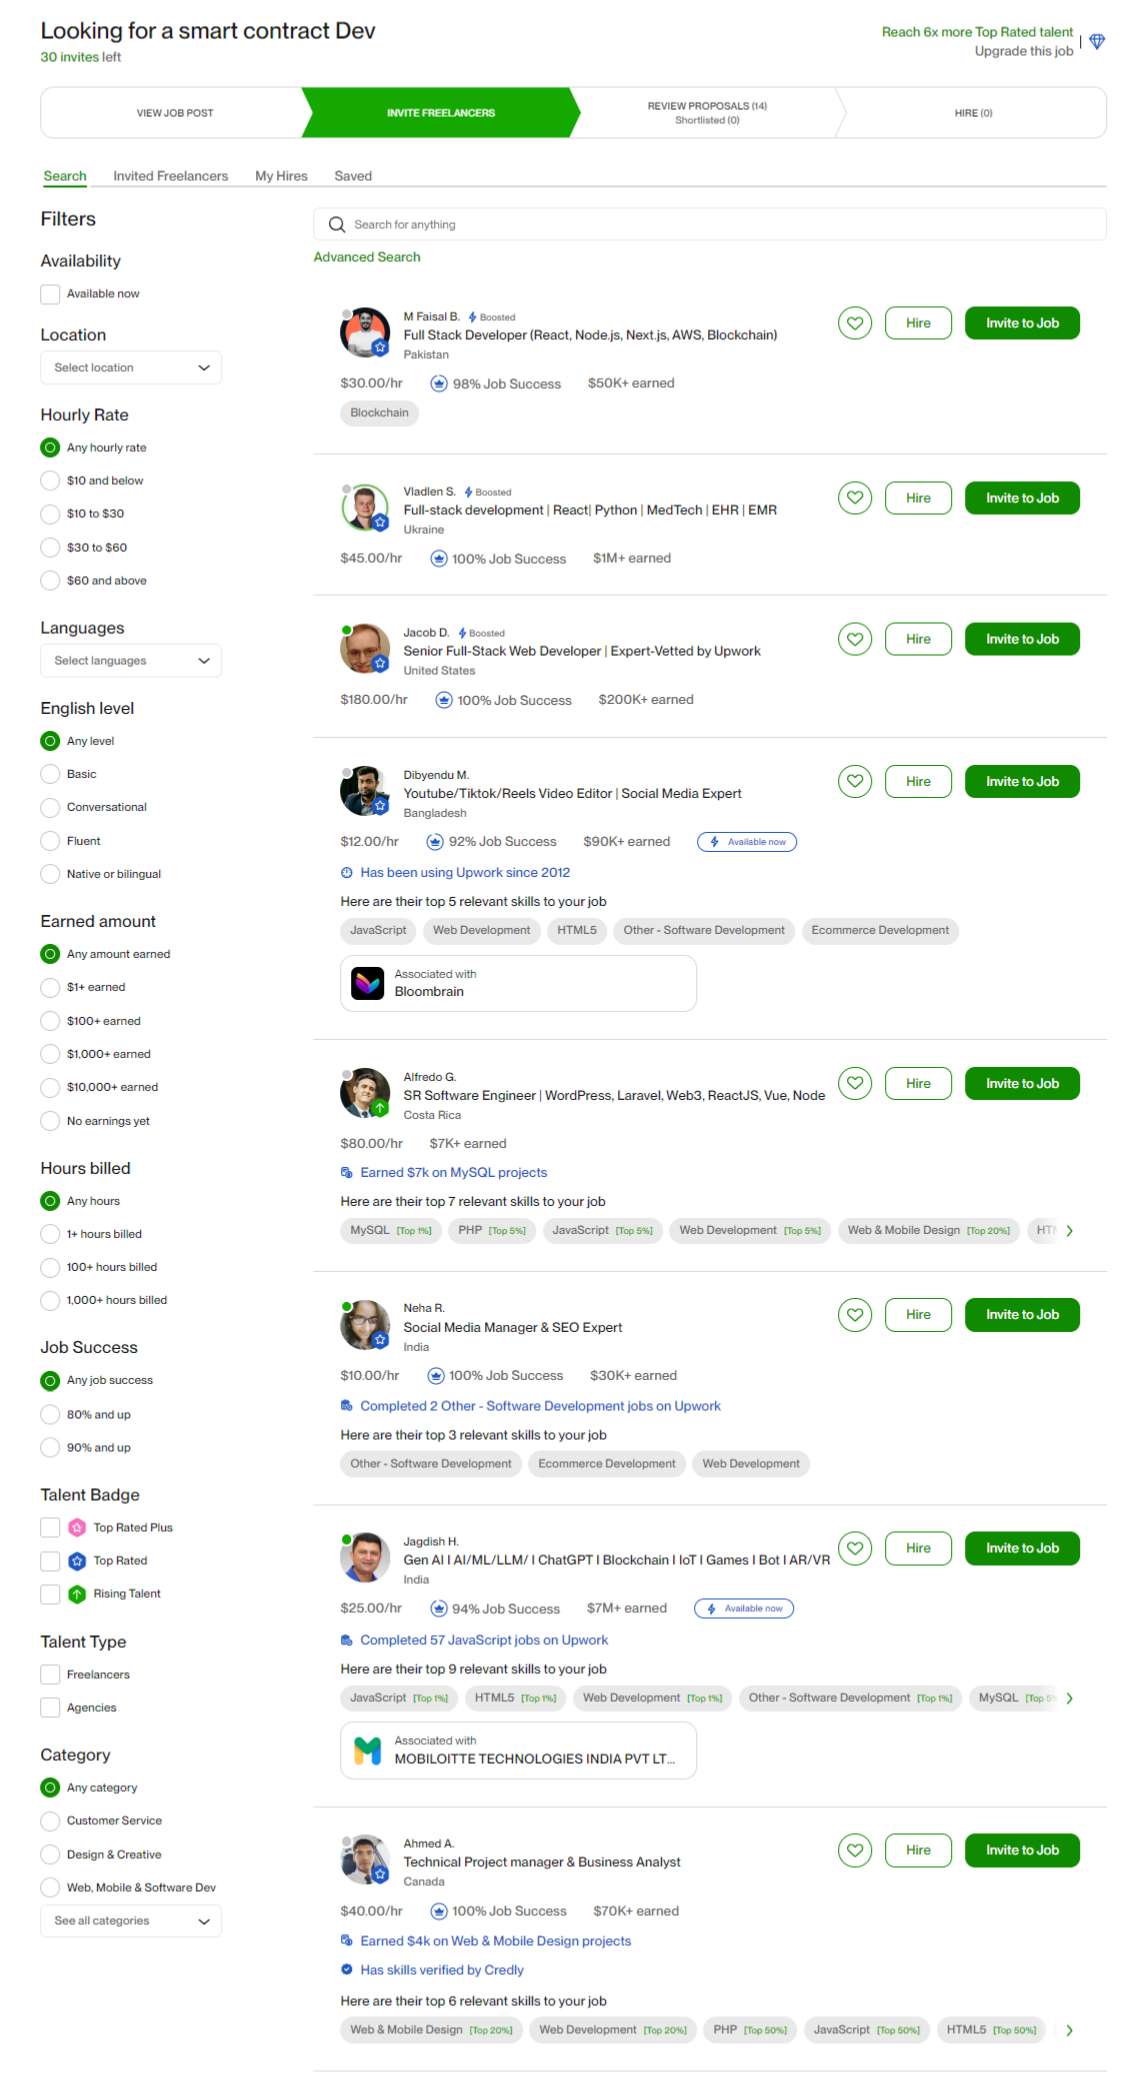 Looking for a smart contract Dev
30 invites left
Reach 6x more Top Rated talent
Upgrade this job
VIEW JOB POST
INVITE FREELANCERS
REVIEW PROPOSALS (14)
Shortlisted (0)
HIRE (0)
Search
Invited Freelancers
My Hires
Saved
Filters
Availability
Available now
Location
Select location
Hourly Rate
Any hourly rate
$10 and below
$10 to $30
$30 to $60
$60 and above
Languages
Select languages
English level
Any level
Basic
Conversational
Fluent
Native or bilingual
Earned amount
Any amount earned
$1+ earned
$100+ earned
$1,000+ earned
$10,000+ earned
No earnings yet
Hours billed
Any hours
1+ hours billed
100+ hours billed
1,000+ hours billed
Job Success
Any job success
80% and up
90% and up
Talent Badge
Top Rated Plus
Top Rated
Rising Talent
Talent Type
Freelancers
Agencies
Category
Any category
Customer Service
Design & Creative
Web, Mobile & Software Dev
See all categories
Search for anything
Advanced Search
M Faisal B. Boosted
Full Stack Developer (React, Node.js, Next.js, AWS, Blockchain)
Pakistan
Hire Invite to Job
$30.00/hr 98% Job Success $50K+ earned
Blockchain
Vladlen S. Boosted
Full-stack development | React| Python | MedTech | EHR | EMR
Ukraine
Hire Invite to Job
$45.00/hr 100% Job Success $1M+ earned
Jacob D. Boosted
Senior Full-Stack Web Developer | Expert-Vetted by Upwork
United States
Hire Invite to Job
$180.00/hr 100% Job Success $200K+ earned
Dibyendu M.
Youtube/Tiktok/Reels Video Editor | Social Media Expert
Bangladesh
Hire Invite to Job
$12.00/hr 92% Job Success $90K+ earned Available now
Has been using Upwork since 2012
Here are their top 5 relevant skills to your job
JavaScript Web Development HTML5 Other - Software Development Ecommerce Development
Associated with
Bloombrain
Alfredo G.
SR Software Engineer | WordPress, Laravel, Web3, ReactJS, Vue, Node
Costa Rica
Hire Invite to Job
$80.00/hr $7K+ earned
Earned $7k on MySQL projects
Here are their top 7 relevant skills to your job
MySQL [Top 1%] PHP [Top 5%] JavaScript [Top 5%] Web Development [Top 5%] Web & Mobile Design [Top 20%]
Neha R.
Social Media Manager & SEO Expert
India
Hire Invite to Job
$10.00/hr 100% Job Success $30K+ earned
Completed 2 Other - Software Development jobs on Upwork
Here are their top 3 relevant skills to your job
Other - Software Development Ecommerce Development Web Development
Jagdish H.
Gen AI I AI/ML/LLM/ I ChatGPT I Blockchain I IoT I Games I Bot I AR/VR
India
Hire Invite to Job
$25.00/hr 94% Job Success $7M+ earned Available now
Completed 57 JavaScript jobs on Upwork
Here are their top 9 relevant skills to your job
JavaScript [Top 1%] HTML5 [Top 1%] Web Development [Top 1%] Other - Software Development [Top 1%] MySQL [Top 5%
Associated with
MOBILOITTE TECHNOLOGIES INDIA PVT LT...
Ahmed A.
Technical Project manager & Business Analyst
Canada
Hire Invite to Job
$40.00/hr 100% Job Success $70K+ earned
Earned $4k on Web & Mobile Design projects
Has skills verified by Credly
Here are their top 6 relevant skills to your job
Web & Mobile Design [Top 20%] Web Development [Top 20%] PHP [Top 50%] JavaScript [Top 50%] HTML5 [Top 50%]